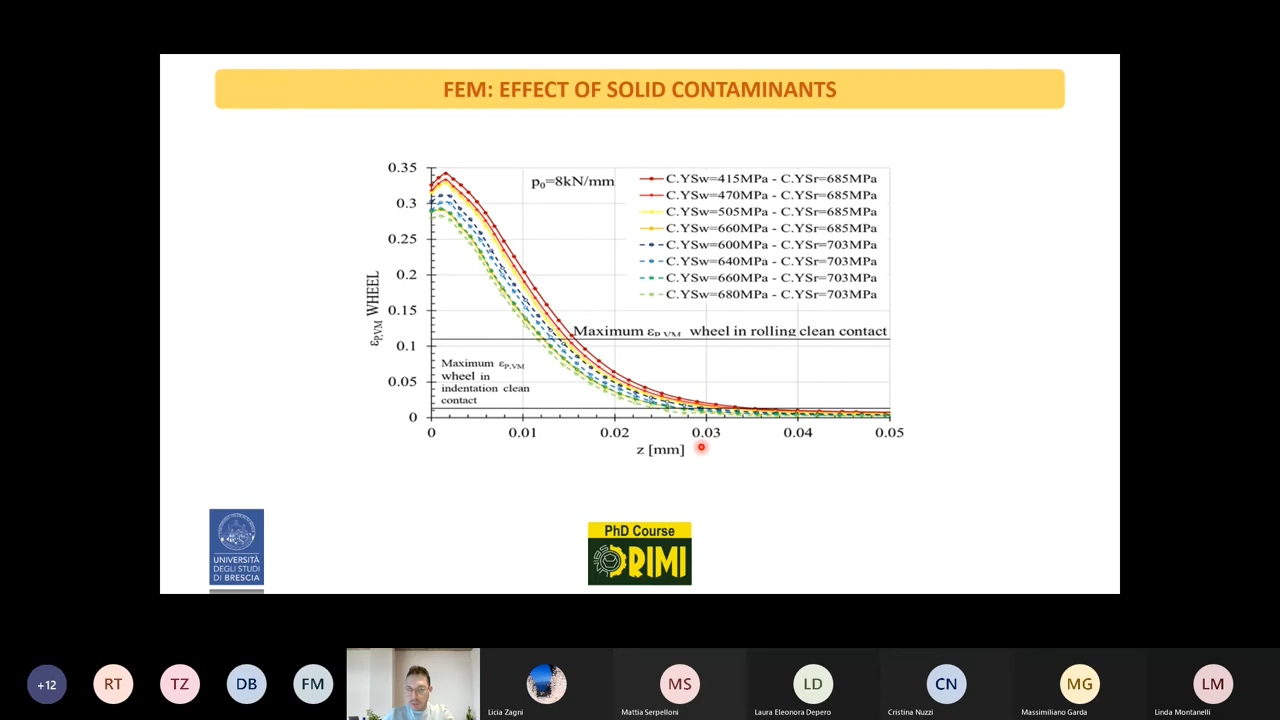 FEM: EFFECT OF SOLID CONTAMINANTS
p₀=8kN/mm
C.YSw=415MPa - C.YSr=685MPa
C.YSw=470MPa - C.YSr=685MPa
C.YSw=505MPa - C.YSr=685MPa
C.YSw=660MPa - C.YSr=685MPa
C.YSw=600MPa - C.YSr=703MPa
C.YSw=640MPa - C.YSr=703MPa
C.YSw=660MPa - C.YSr=703MPa
C.YSw=680MPa - C.YSr=703MPa
εP,VM WHEEL
0.35
0.3
0.25
0.2
0.15
0.1
0.05
0
Maximum εP,VM wheel in rolling clean contact
Maximum εP,VM
wheel in
indentation clean
contact
0 0.01 0.02 0.03 0.04 0.05
z [mm]
UNIVERSITÀ
DEGLI STUDI
DI BRESCIA
PhD Course
DRIMI
+12
RT
TZ
DB
FM
MS
LD
CN
MG
LM
Licia Zagni
Mattia Serpelloni
Laura Eleonora Depero
Cristina Nuzzi
Massimiliano Garda
Linda Montanelli